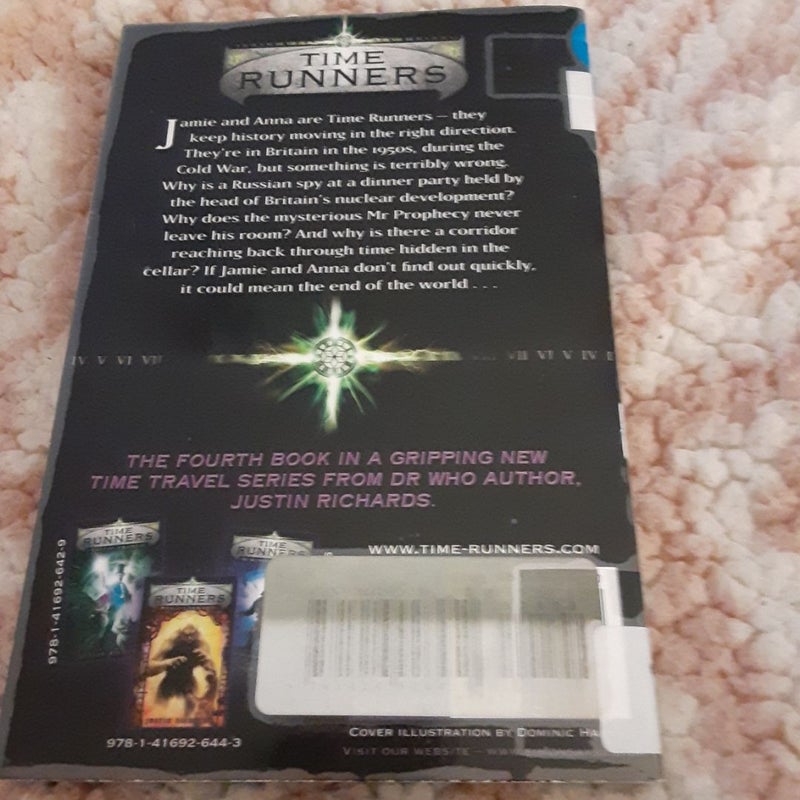 TIME
RUNNERS
Jamie and Anna are Time Runners – they
keep history moving in the right direction.
They're in Britain in the 1950s, during the
Cold War, but something is terribly wrong.
Why is a Russian spy at a dinner party held by
the head of Britain's nuclear development?
Why does the mysterious Mr Prophecy never
leave his room? And why is there a corridor
reaching back through time hidden in the
cellar? If Jamie and Anna don't find out quickly,
it could mean the end of the world . . .
IV V VI VII
VII VI V IV
THE FOURTH BOOK IN A GRIPPING NEW
TIME TRAVEL SERIES FROM DR WHO AUTHOR,
JUSTIN RICHARDS.
WWW.TIME-RUNNERS.COM
TIME
RUNNERS
TIME
RUNNERS
TIME
RUNNERS
978-1-41692-642-9
978-1-41692-644-3
COVER ILLUSTRATION BY DOMINIC
VISIT OUR WEBSITE –